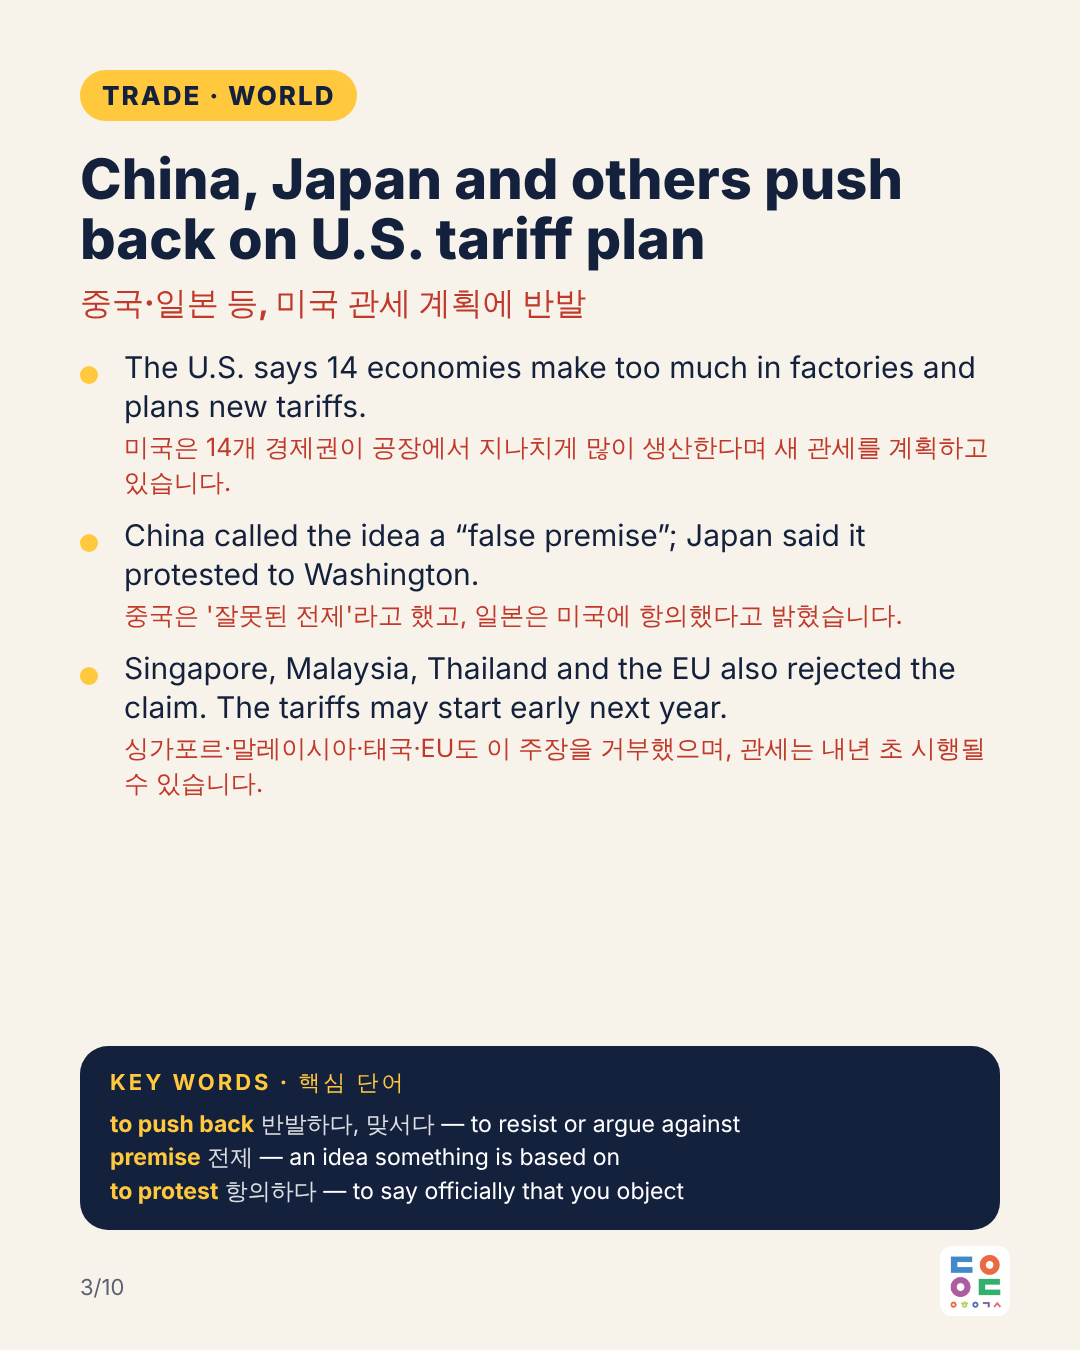 TRADE · WORLD
China, Japan and others push
back on U.S. tariff plan
중국·일본 등, 미국 관세 계획에 반발
The U.S. says 14 economies make too much in factories and
plans new tariffs.
미국은 14개 경제권이 공장에서 지나치게 많이 생산한다며 새 관세를 계획하고
있습니다.
China called the idea a “false premise”; Japan said it
protested to Washington.
중국은 '잘못된 전제'라고 했고, 일본은 미국에 항의했다고 밝혔습니다.
Singapore, Malaysia, Thailand and the EU also rejected the
claim. The tariffs may start early next year.
싱가포르·말레이시아·태국·EU도 이 주장을 거부했으며, 관세는 내년 초 시행될
수 있습니다.
KEY WORDS · 핵심 단어
to push back 반발하다, 맞서다 — to resist or argue against
premise 전제 — an idea something is based on
to protest 항의하다 — to say officially that you object
3/10